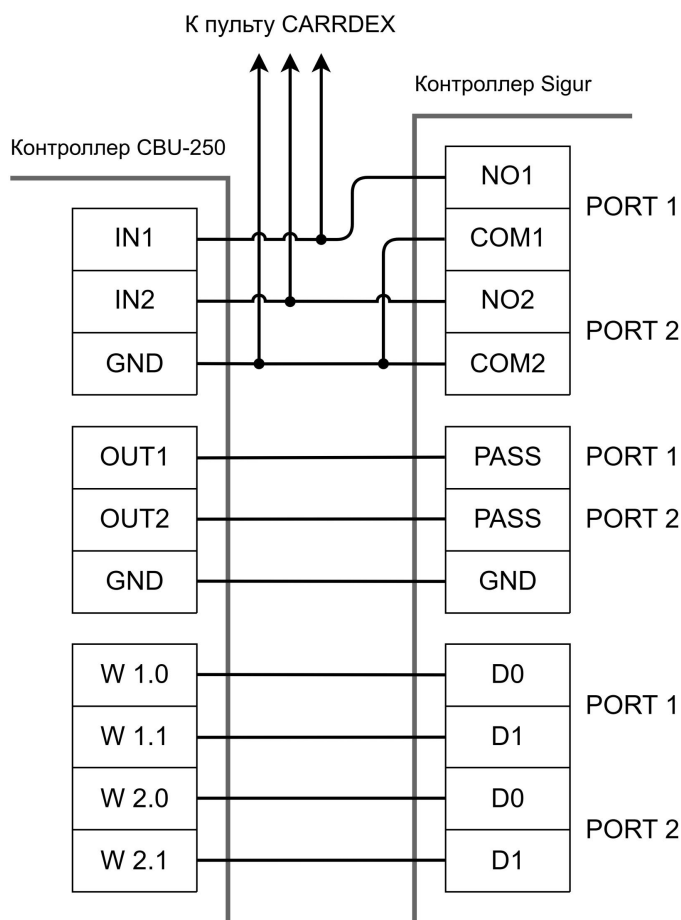 К пульту CARRDEX
Контроллер Sigur
Контроллер CBU-250
NO1
PORT 1
IN1
COM1
IN2
NO2
PORT 2
GND
COM2
OUT1
PASS
PORT 1
OUT2
PASS
PORT 2
GND
GND
W 1.0
D0
PORT 1
W 1.1
D1
W 2.0
D0
PORT 2
W 2.1
D1